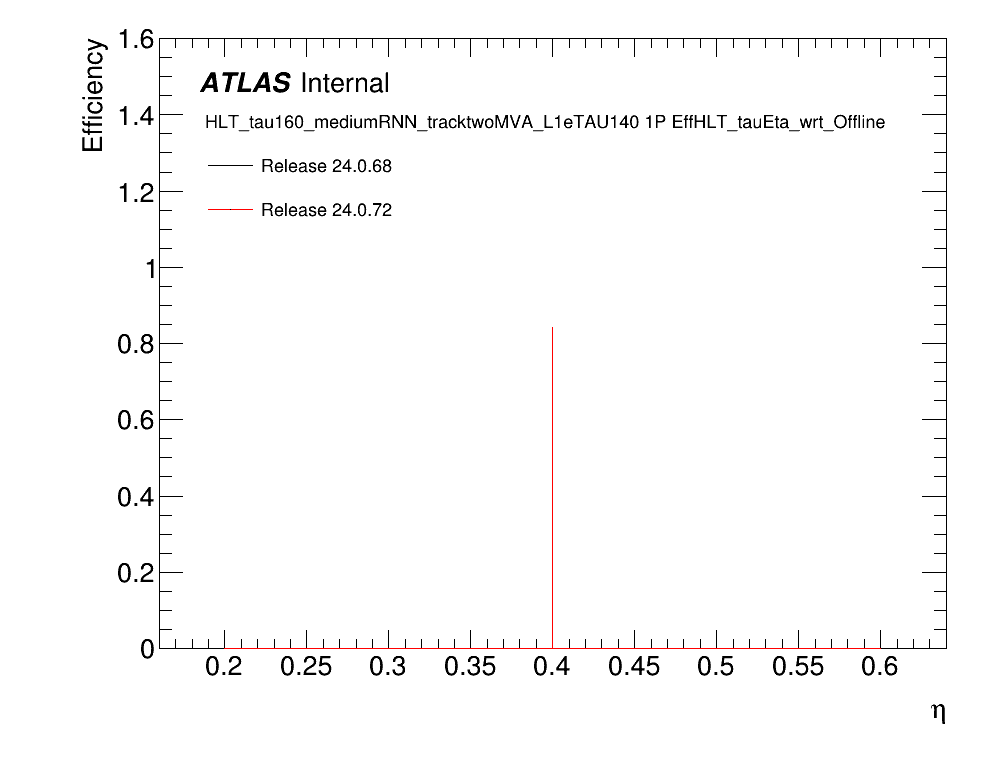 Efficiency
1.6
1.4
1.2
1
0.8
0.6
0.4
0.2
0
ATLAS Internal
HLT_tau160_mediumRNN_tracktwoMVA_L1eTAU140 1P EffHLT_tauEta_wrt_Offline
Release 24.0.68
Release 24.0.72
0.2 0.25 0.3 0.35 0.4 0.45 0.5 0.55 0.6
η